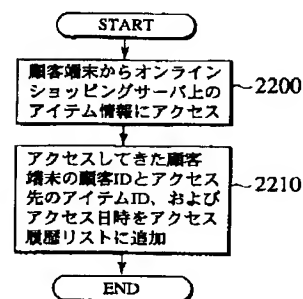 START
顧客端末からオンライン
ショッピングサーバ上の
アイテム情報にアクセス
2200
アクセスしてきた顧客
端末の顧客IDとアクセス
先のアイテムID、および
アクセス日時をアクセス
履歴リストに追加
2210
END